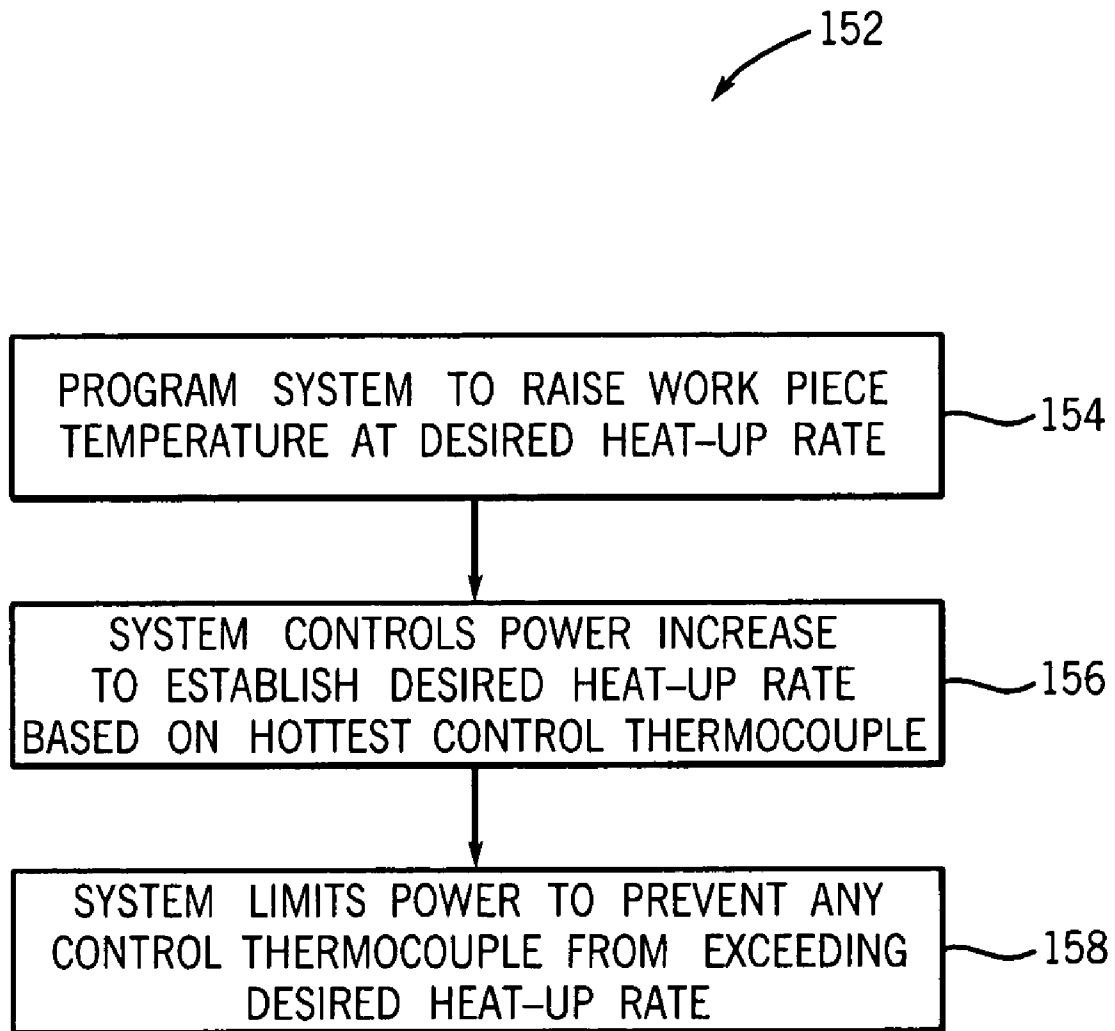 152
PROGRAM SYSTEM TO RAISE WORK PIECE
TEMPERATURE AT DESIRED HEAT–UP RATE
154
SYSTEM CONTROLS POWER INCREASE
TO ESTABLISH DESIRED HEAT–UP RATE
BASED ON HOTTEST CONTROL THERMOCOUPLE
156
SYSTEM LIMITS POWER TO PREVENT ANY
CONTROL THERMOCOUPLE FROM EXCEEDING
DESIRED HEAT–UP RATE
158